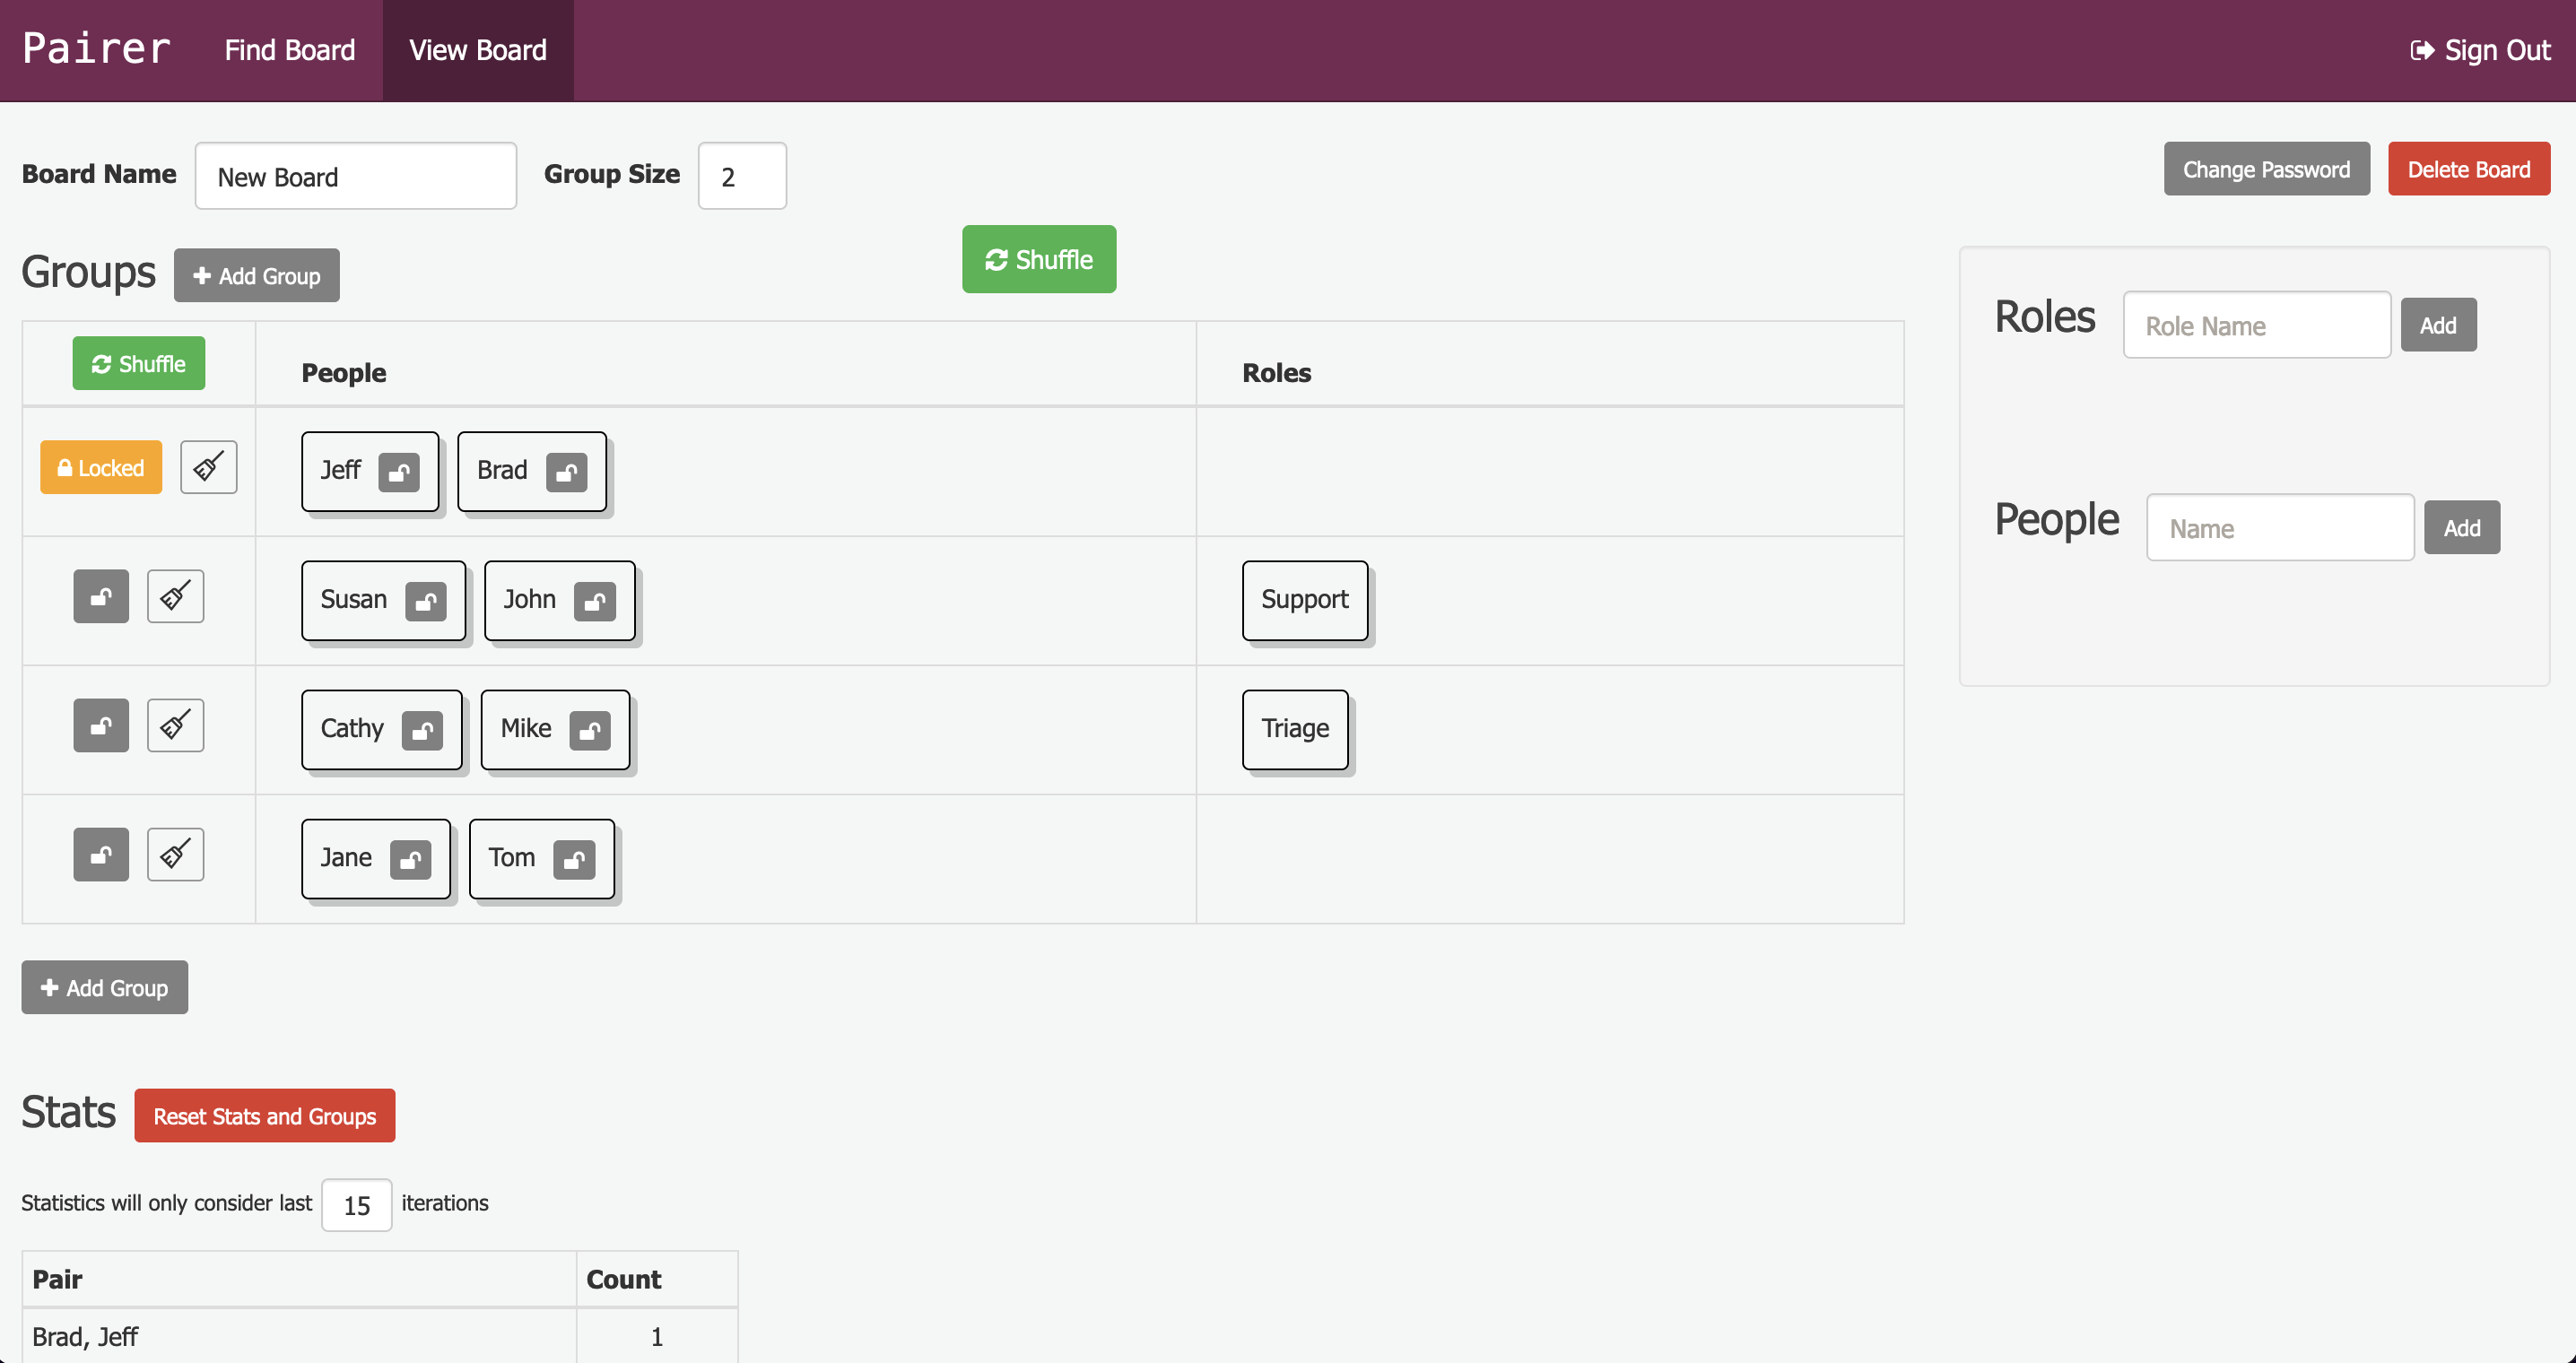 Pairer Find Board View Board Sign Out
Board Name New Board Group Size 2 Change Password Delete Board
Groups Add Group Shuffle
Shuffle People Roles
Locked Jeff Brad
Susan John Support
Cathy Mike Triage
Jane Tom
Add Group
Roles Role Name Add
People Name Add
Stats Reset Stats and Groups
Statistics will only consider last 15 iterations
Pair Count
Brad, Jeff 1